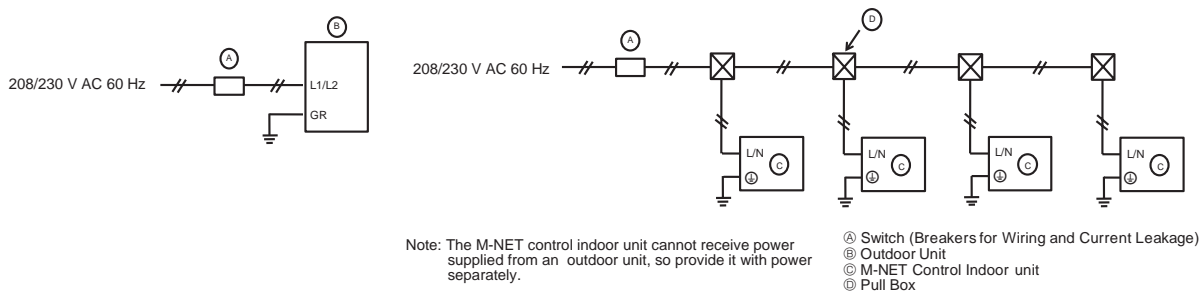 B
A
208/230 V AC 60 Hz
L1/L2
GR
D
A
208/230 V AC 60 Hz
L/N
C
L/N
C
L/N
C
L/N
C
Note: The M-NET control indoor unit cannot receive power
supplied from an outdoor unit, so provide it with power
separately.
Ⓐ Switch (Breakers for Wiring and Current Leakage)
Ⓑ Outdoor Unit
Ⓒ M-NET Control Indoor unit
Ⓓ Pull Box